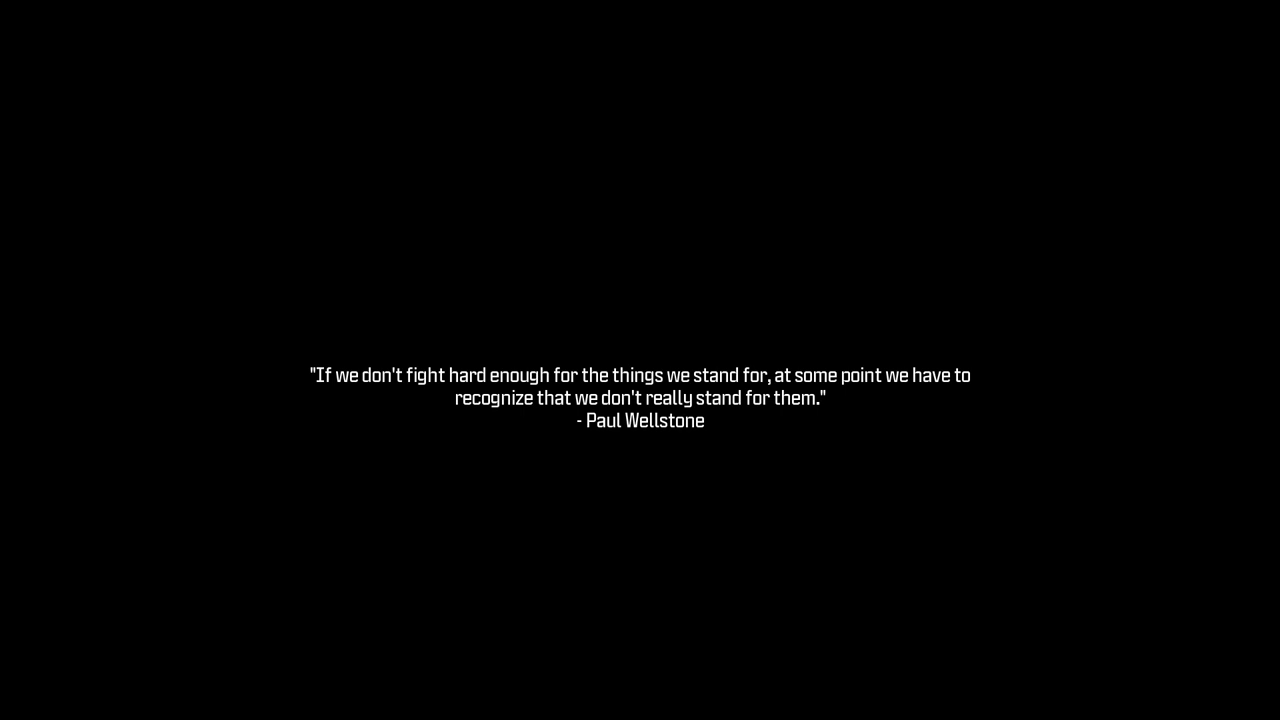 "If we don't fight hard enough for the things we stand for, at some point we have to
recognize that we don't really stand for them."
- Paul Wellstone